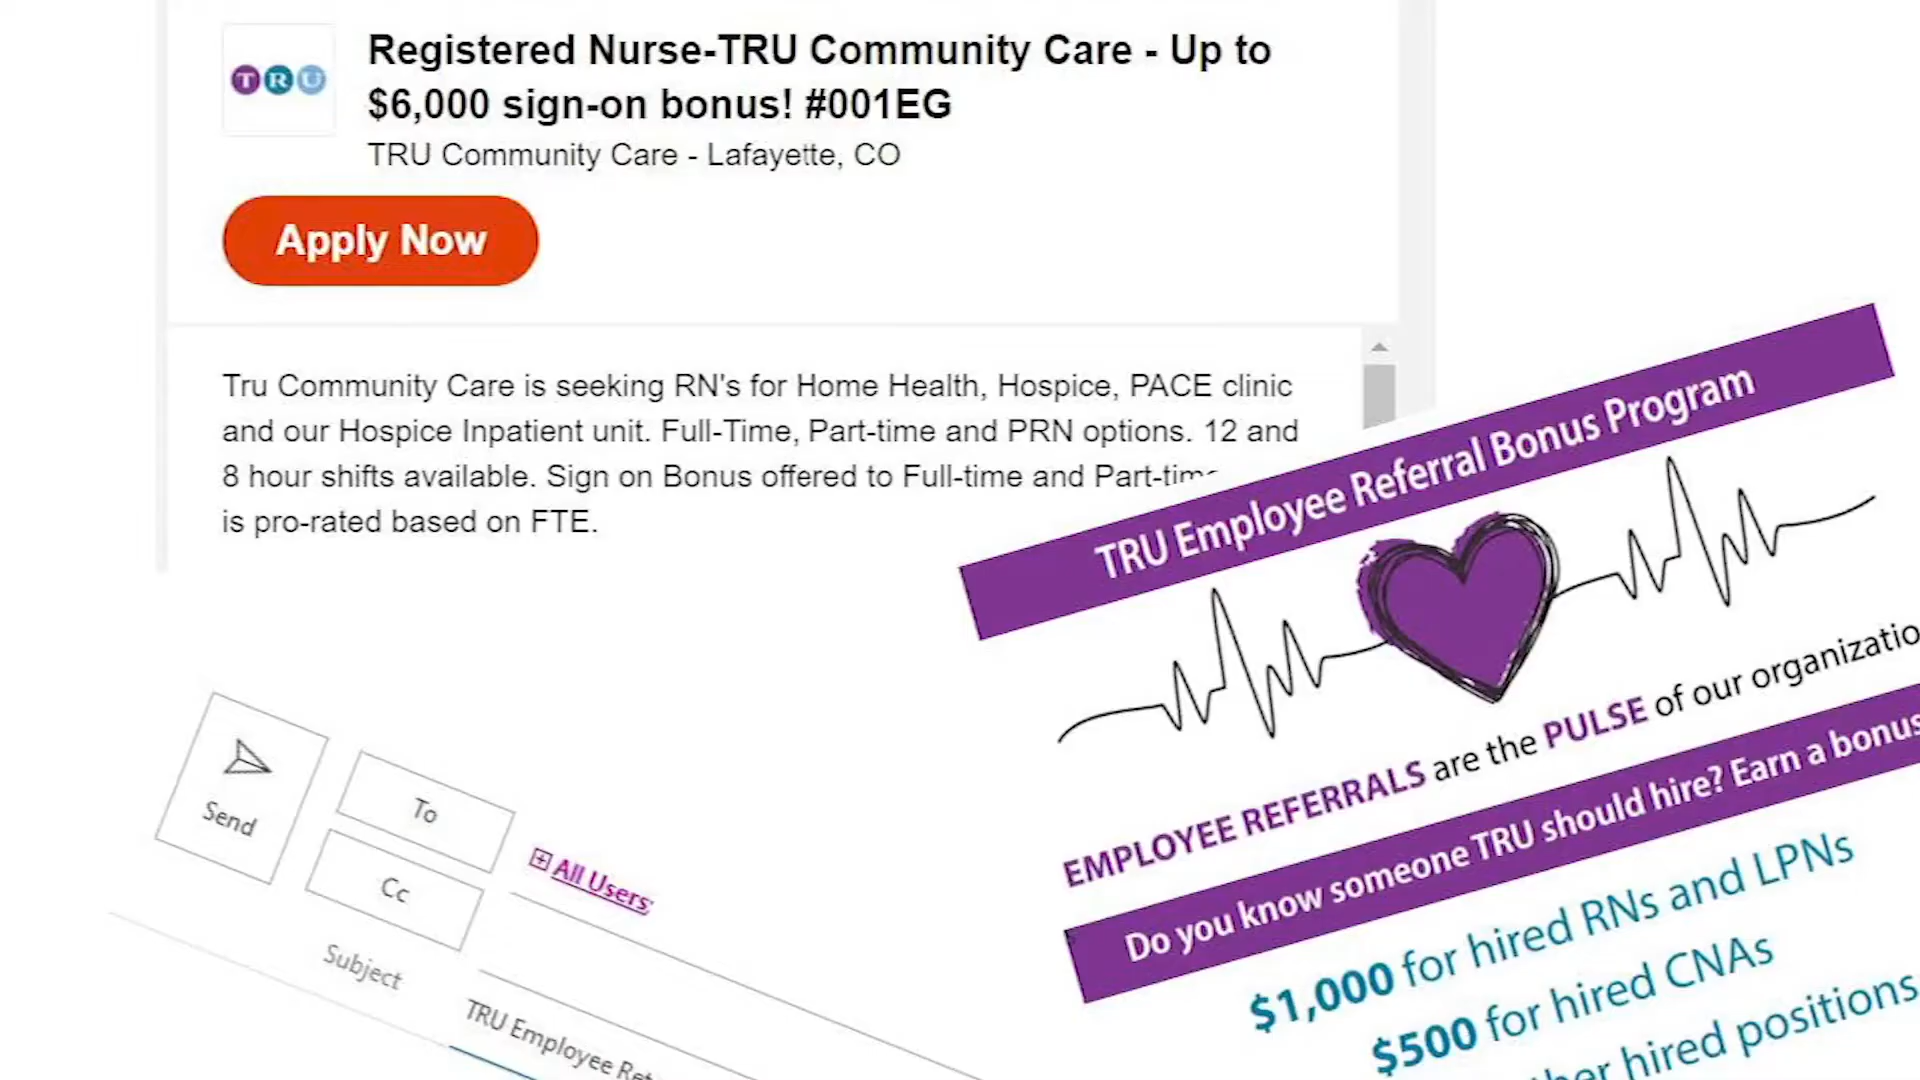 TRU
Registered Nurse-TRU Community Care - Up to
$6,000 sign-on bonus! #001EG
TRU Community Care - Lafayette, CO
Apply Now
Tru Community Care is seeking RN's for Home Health, Hospice, PACE clinic
and our Hospice Inpatient unit. Full-Time, Part-time and PRN options. 12 and
8 hour shifts available. Sign on Bonus offered to Full-time and Part-time
is pro-rated based on FTE.
TRU Employee Referral Bonus Program
EMPLOYEE REFERRALS are the PULSE of our organizatio
Do you know someone TRU should hire? Earn a bonus
$1,000 for hired RNs and LPNs
$500 for hired CNAs
hired positions
Send
To
All Users
Cc
Subject
TRU Employee